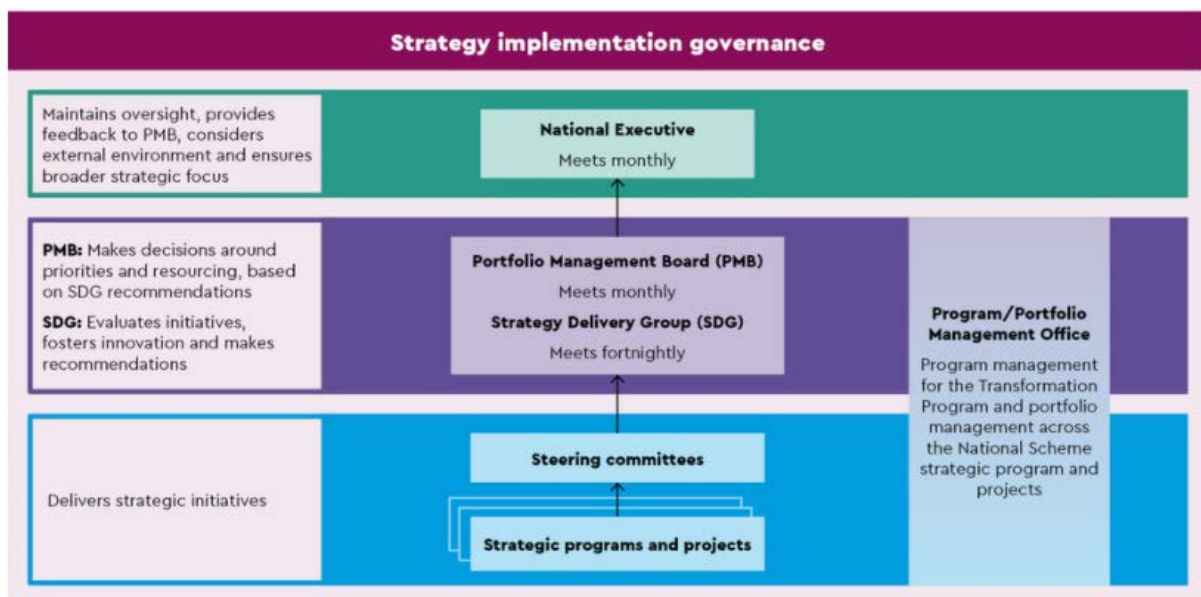 Strategy implementation governance
Maintains oversight, provides
feedback to PMB, considers
external environment and ensures
broader strategic focus
National Executive
Meets monthly
PMB: Makes decisions around
priorities and resourcing, based
on SDG recommendations
SDG: Evaluates initiatives,
fosters innovation and makes
recommendations
Portfolio Management Board (PMB)
Meets monthly
Strategy Delivery Group (SDG)
Meets fortnightly
Program/Portfolio
Management Office
Program management
for the Transformation
Program and portfolio
management across
the National Scheme
strategic program and
projects
Delivers strategic initiatives
Steering committees
Strategic programs and projects